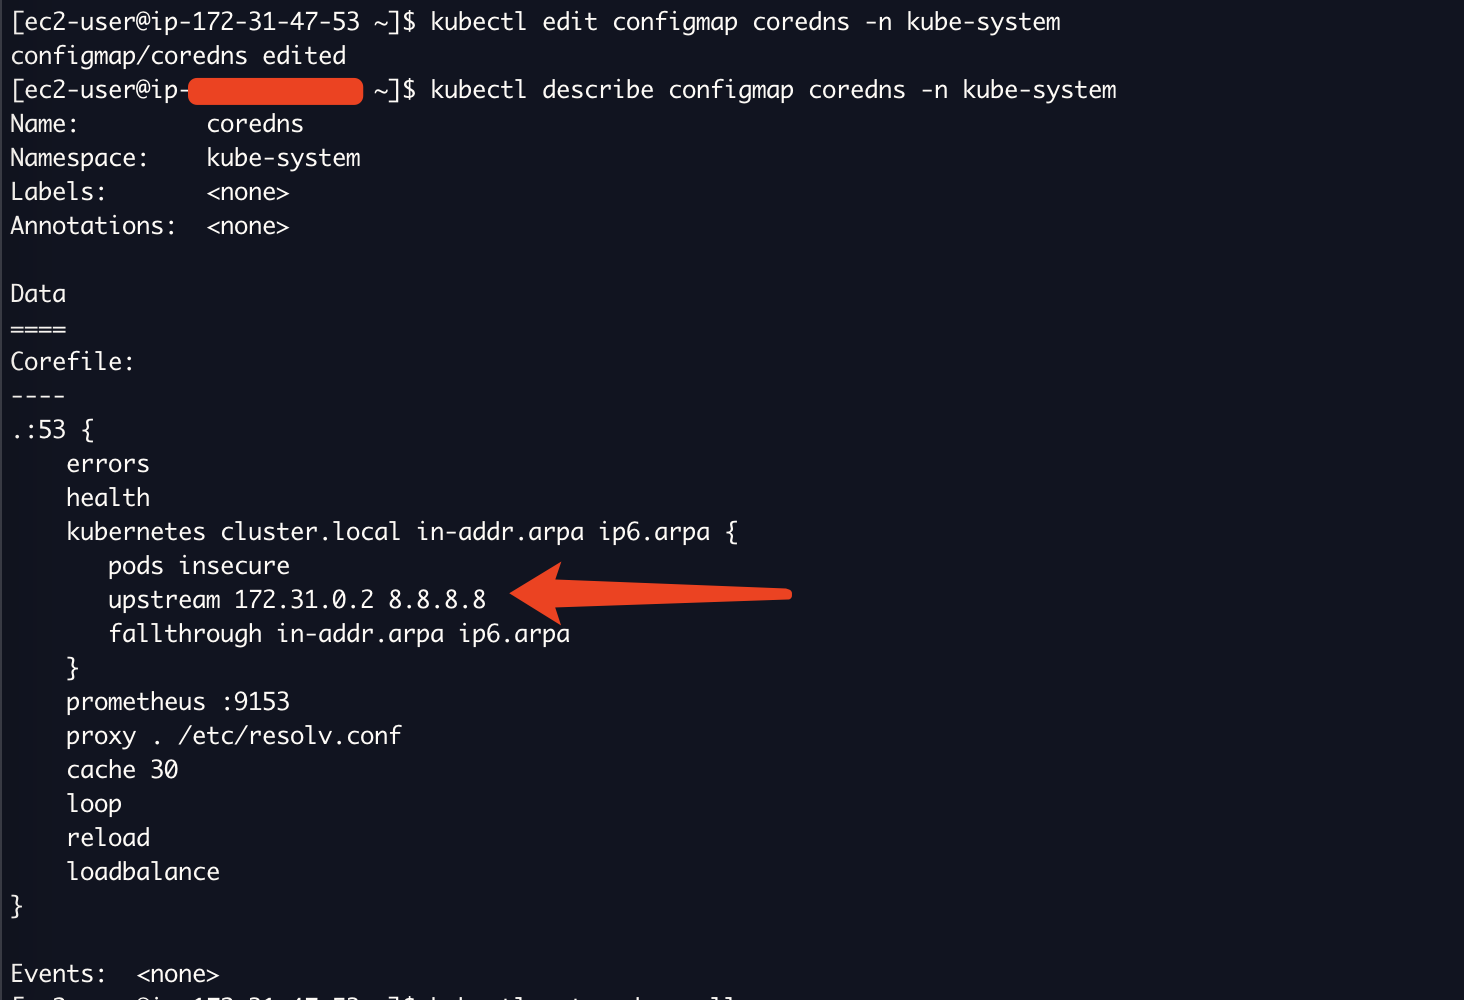 [ec2-user@ip-172-31-47-53 ~]$ kubectl edit configmap coredns -n kube-system
configmap/coredns edited
[ec2-user@ip- ~]$ kubectl describe configmap coredns -n kube-system
Name:         coredns
Namespace:    kube-system
Labels:       <none>
Annotations:  <none>

Data
====
Corefile:
----
.:53 {
    errors
    health
    kubernetes cluster.local in-addr.arpa ip6.arpa {
       pods insecure
       upstream 172.31.0.2 8.8.8.8
       fallthrough in-addr.arpa ip6.arpa
    }
    prometheus :9153
    proxy . /etc/resolv.conf
    cache 30
    loop
    reload
    loadbalance
}

Events:  <none>